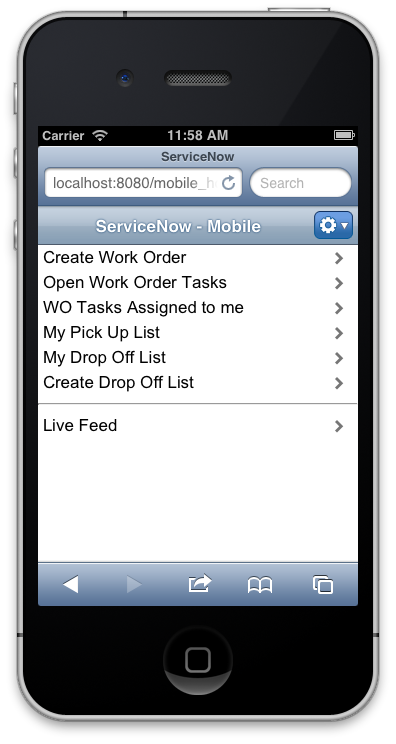 Carrier 11:58 AM
ServiceNow
localhost:8080/mobile_h
Search
ServiceNow - Mobile
Create Work Order
Open Work Order Tasks
WO Tasks Assigned to me
My Pick Up List
My Drop Off List
Create Drop Off List
Live Feed